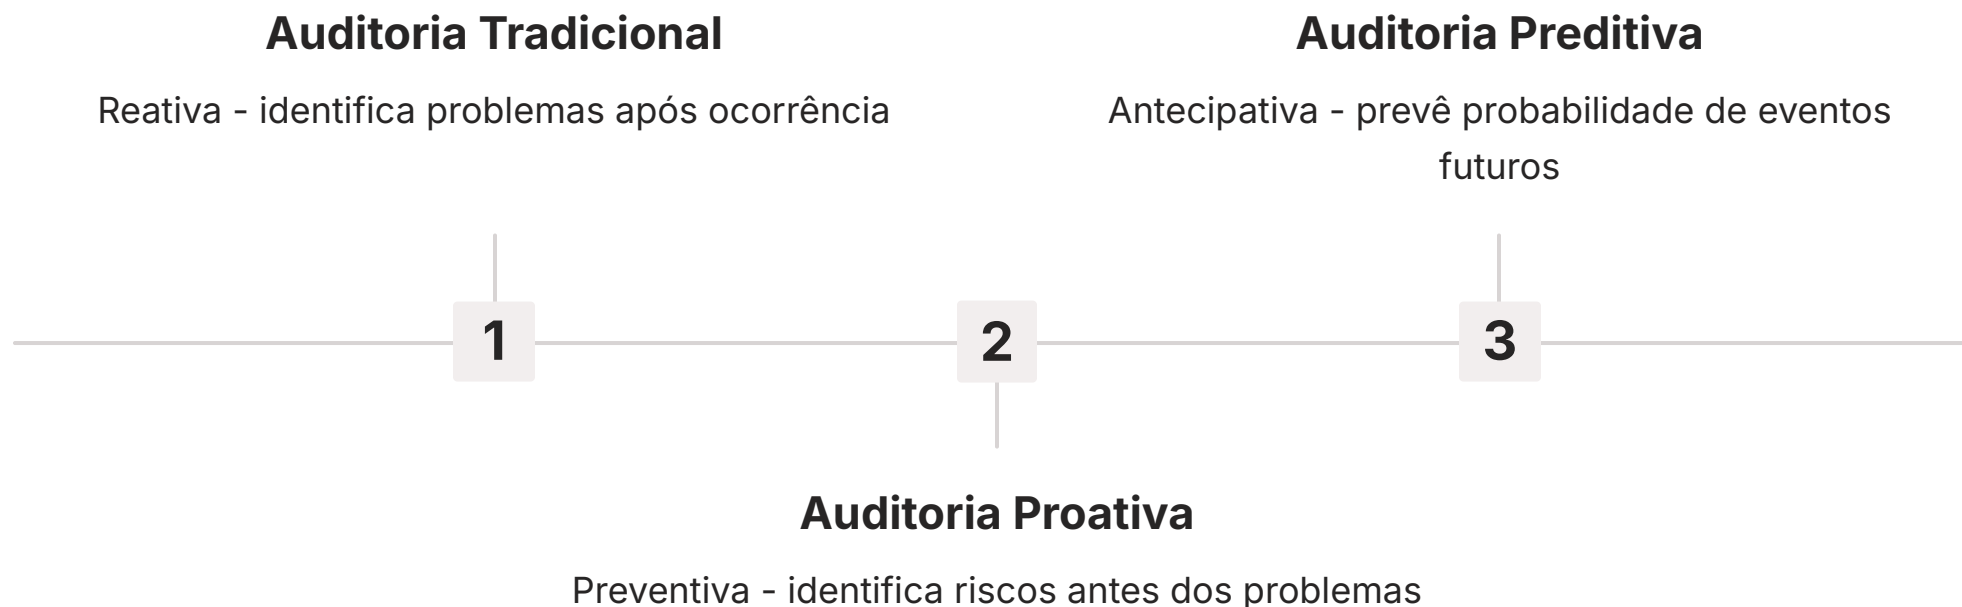 Auditoria Tradicional
Reativa - identifica problemas após ocorrência
Auditoria Preditiva
Antecipativa - prevê probabilidade de eventos
futuros
1
2
3
Auditoria Proativa
Preventiva - identifica riscos antes dos problemas